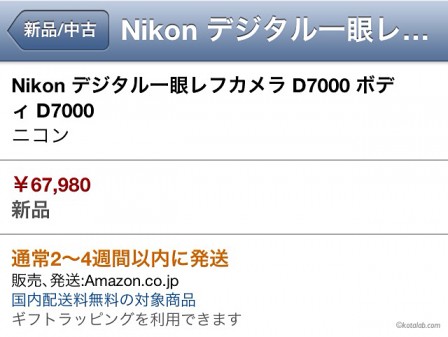 新品/中古
Nikon デジタル一眼レ...
Nikon デジタル一眼レフカメラ D7000 ボデ
ィ D7000
ニコン
￥67,980
新品
通常2〜4週間以内に発送
販売、発送:Amazon.co.jp
国内配送料無料の対象商品
ギフトラッピングを利用できます
©kotalab.com